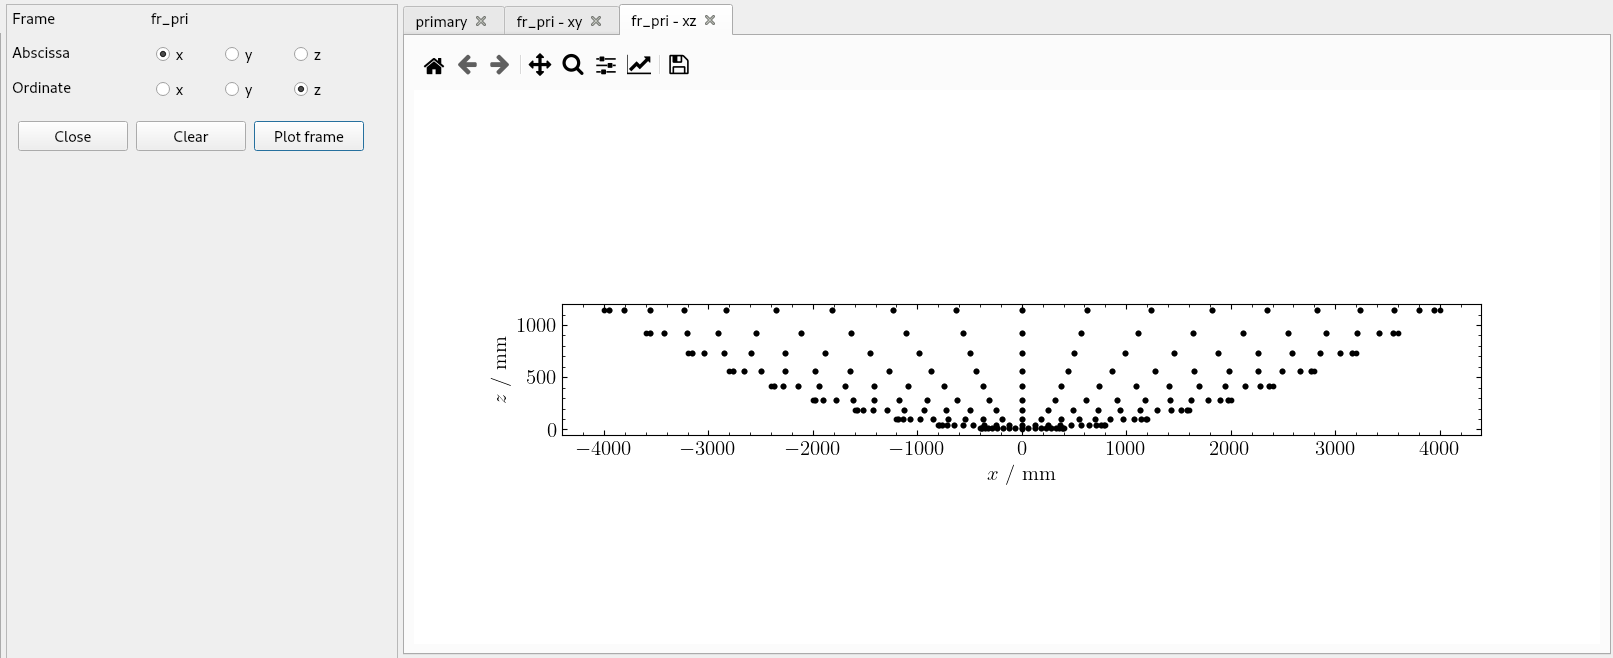 Frame fr_pri
Abscissa x y z
Ordinate x y z
Close Clear Plot frame
primary fr_pri - xy fr_pri - xz
1000
500
0
z / mm
−4000 −3000 −2000 −1000 0 1000 2000 3000 4000
x / mm